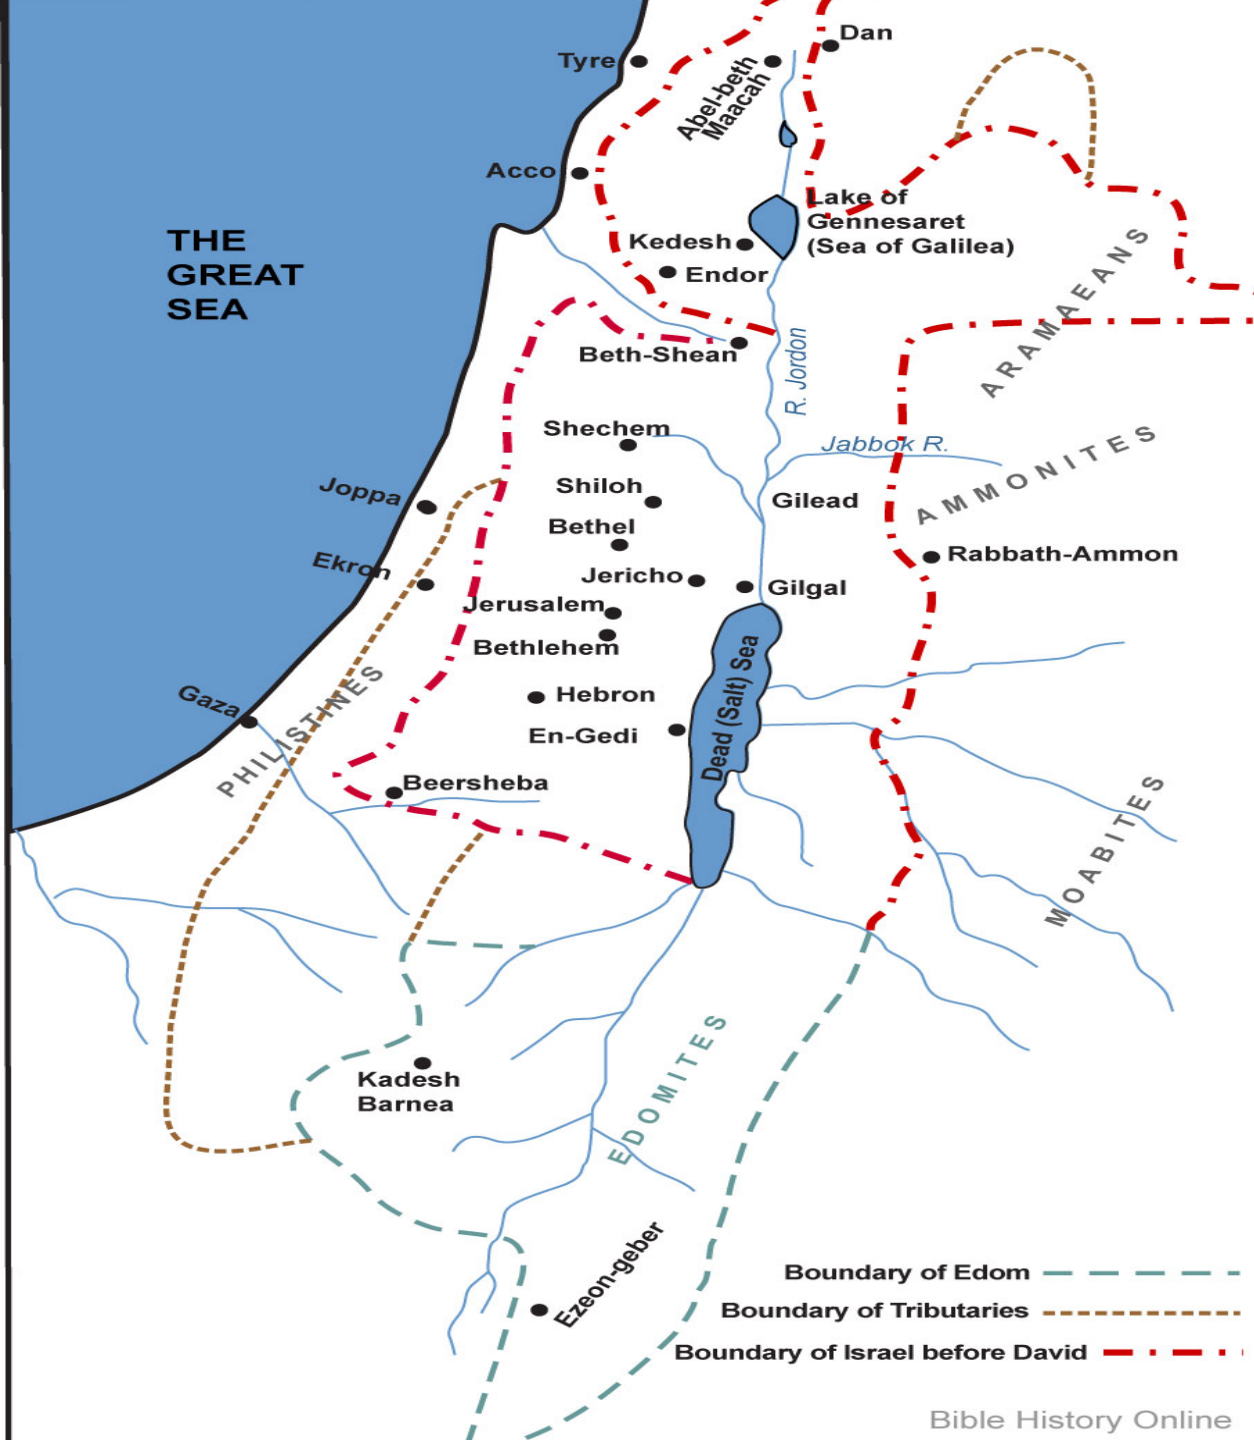 Dan
Tyre
Abel-beth
Maacah
Acco
Lake of
Gennesaret
(Sea of Galilea)
THE
GREAT
SEA
Kedesh
Endor
ARAMAEANS
Beth-Shean
R. Jordon
Shechem
Jabbok R.
AMMONITES
Joppa
Shiloh
Gilead
Bethel
Rabbath-Ammon
Ekron
Jericho
Gilgal
Jerusalem
Bethlehem
Dead (Salt) Sea
Gaza
PHILISTINES
Hebron
En-Gedi
Beersheba
MOABITES
Kadesh
Barnea
EDOMITES
Ezeon-geber
Boundary of Edom
Boundary of Tributaries
Boundary of Israel before David
Bible History Online